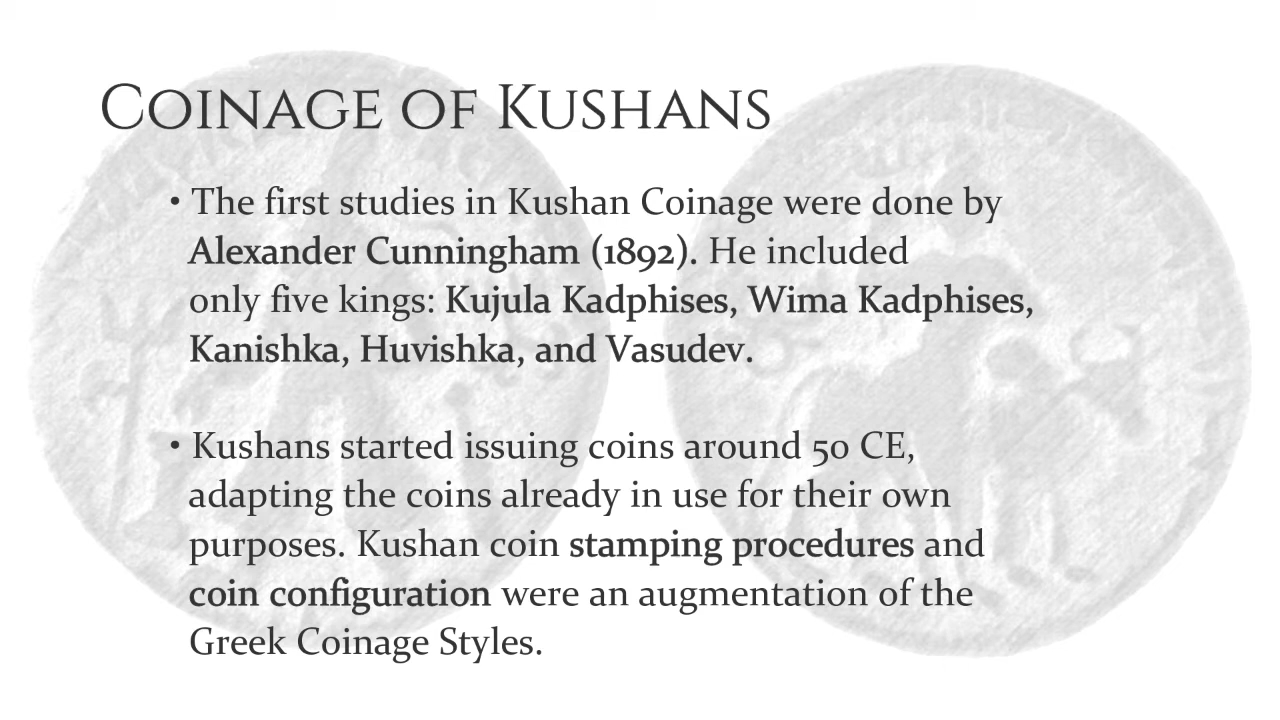 Coinage of Kushans
• The first studies in Kushan Coinage were done by
Alexander Cunningham (1892). He included
only five kings: Kujula Kadphises, Wima Kadphises,
Kanishka, Huvishka, and Vasudev.
• Kushans started issuing coins around 50 CE,
adapting the coins already in use for their own
purposes. Kushan coin stamping procedures and
coin configuration were an augmentation of the
Greek Coinage Styles.